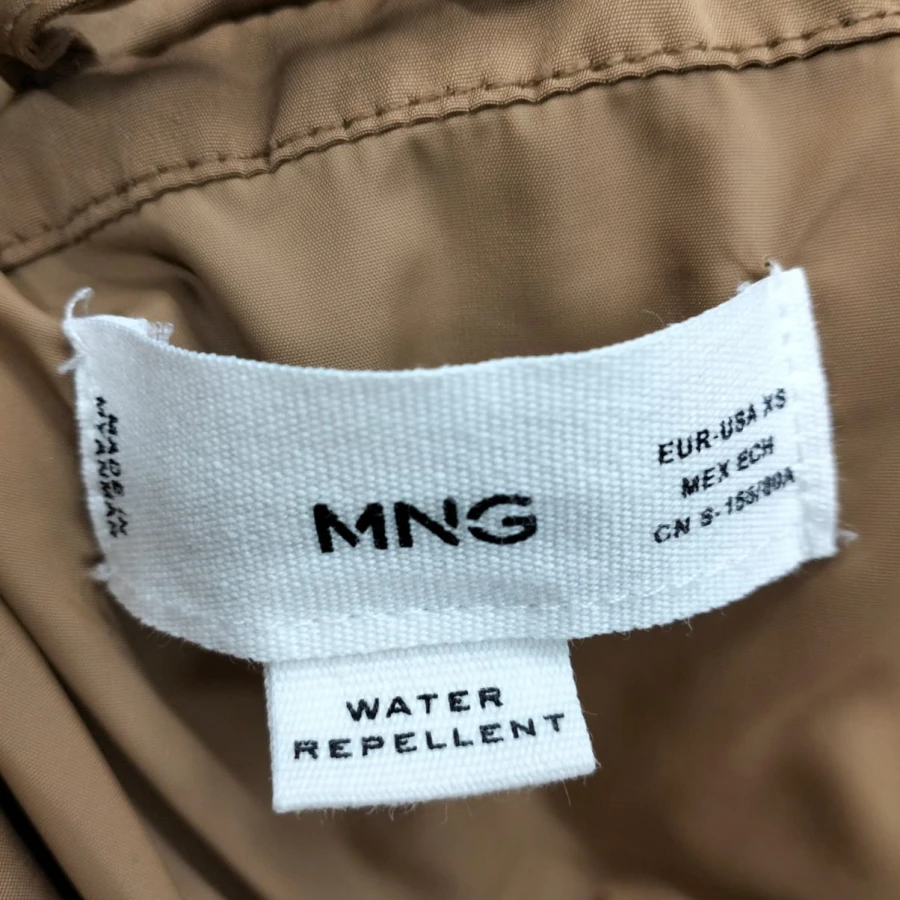 MADE IN
MYANMAR
MNG
EUR-USA XS
MEX ECH
CN S-155/80A
WATER
REPELLENT